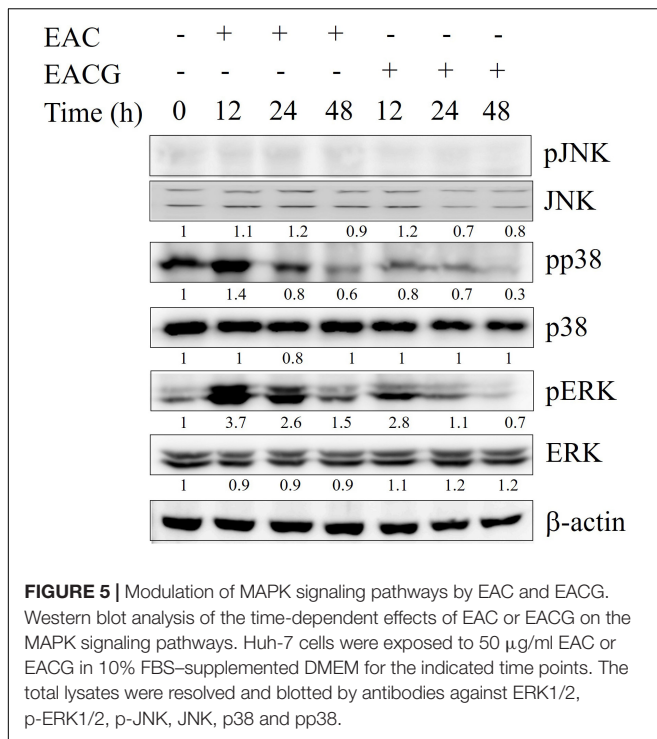 EAC - + + + - - -
EACG - - - - + + +
Time (h) 0 12 24 48 12 24 48
pJNK
JNK
1 1.1 1.2 0.9 1.2 0.7 0.8
pp38
1 1.4 0.8 0.6 0.8 0.7 0.3
p38
1 1 0.8 1 1 1 1
pERK
1 3.7 2.6 1.5 2.8 1.1 0.7
ERK
1 0.9 0.9 0.9 1.1 1.2 1.2
β-actin
FIGURE 5 | Modulation of MAPK signaling pathways by EAC and EACG.
Western blot analysis of the time-dependent effects of EAC or EACG on the
MAPK signaling pathways. Huh-7 cells were exposed to 50 μg/ml EAC or
EACG in 10% FBS–supplemented DMEM for the indicated time points. The
total lysates were resolved and blotted by antibodies against ERK1/2,
p-ERK1/2, p-JNK, JNK, p38 and pp38.